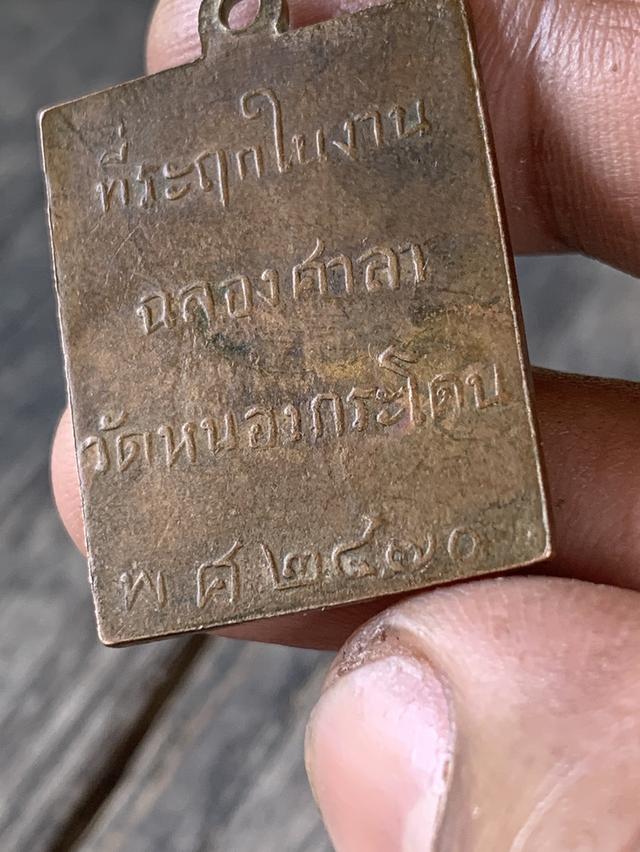 ที่ระฤกในงาน
ฉลองศาลา
วัดหนองกระโดน
พ ศ ๒๔๗๐